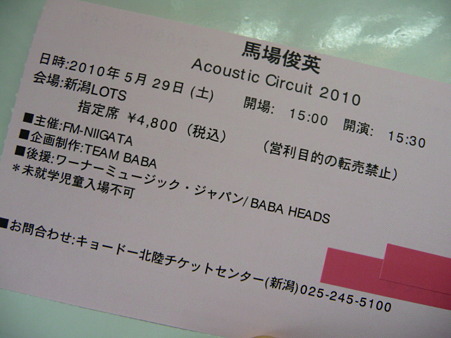 馬場俊英
Acoustic Circuit 2010
日時:2010年5月29日(土) 開場: 15:00 開演: 15:30
会場:新潟LOTS
指定席 ¥4,800(税込) (営利目的の転売禁止)
■主催:FM-NIIGATA
■企画制作:TEAM BABA
■後援:ワーナーミュージック・ジャパン/BABA HEADS
*未就学児童入場不可
■お問合わせ:キョードー北陸チケットセンター(新潟)025-245-5100